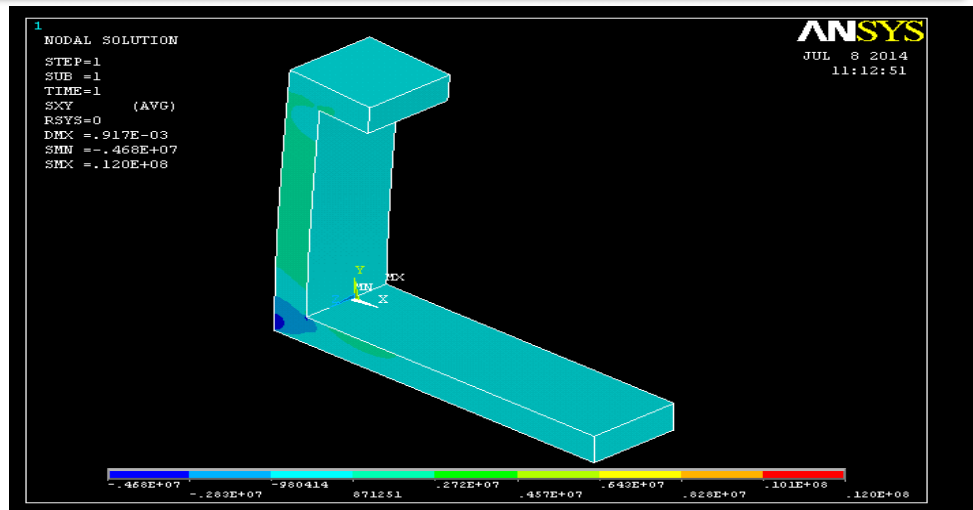 1
NODAL SOLUTION
STEP=1
SUB =1
TIME=1
SXY (AVG)
RSYS=0
DMX =.917E-03
SMN =-.468E+07
SMX =.120E+08
ANSYS
JUL 8 2014
11:12:51
Y
MX
MN
X
-.468E+07 -980414 .272E+07 .643E+07 .101E+08
-.283E+07 871251 .457E+07 .828E+07 .120E+08